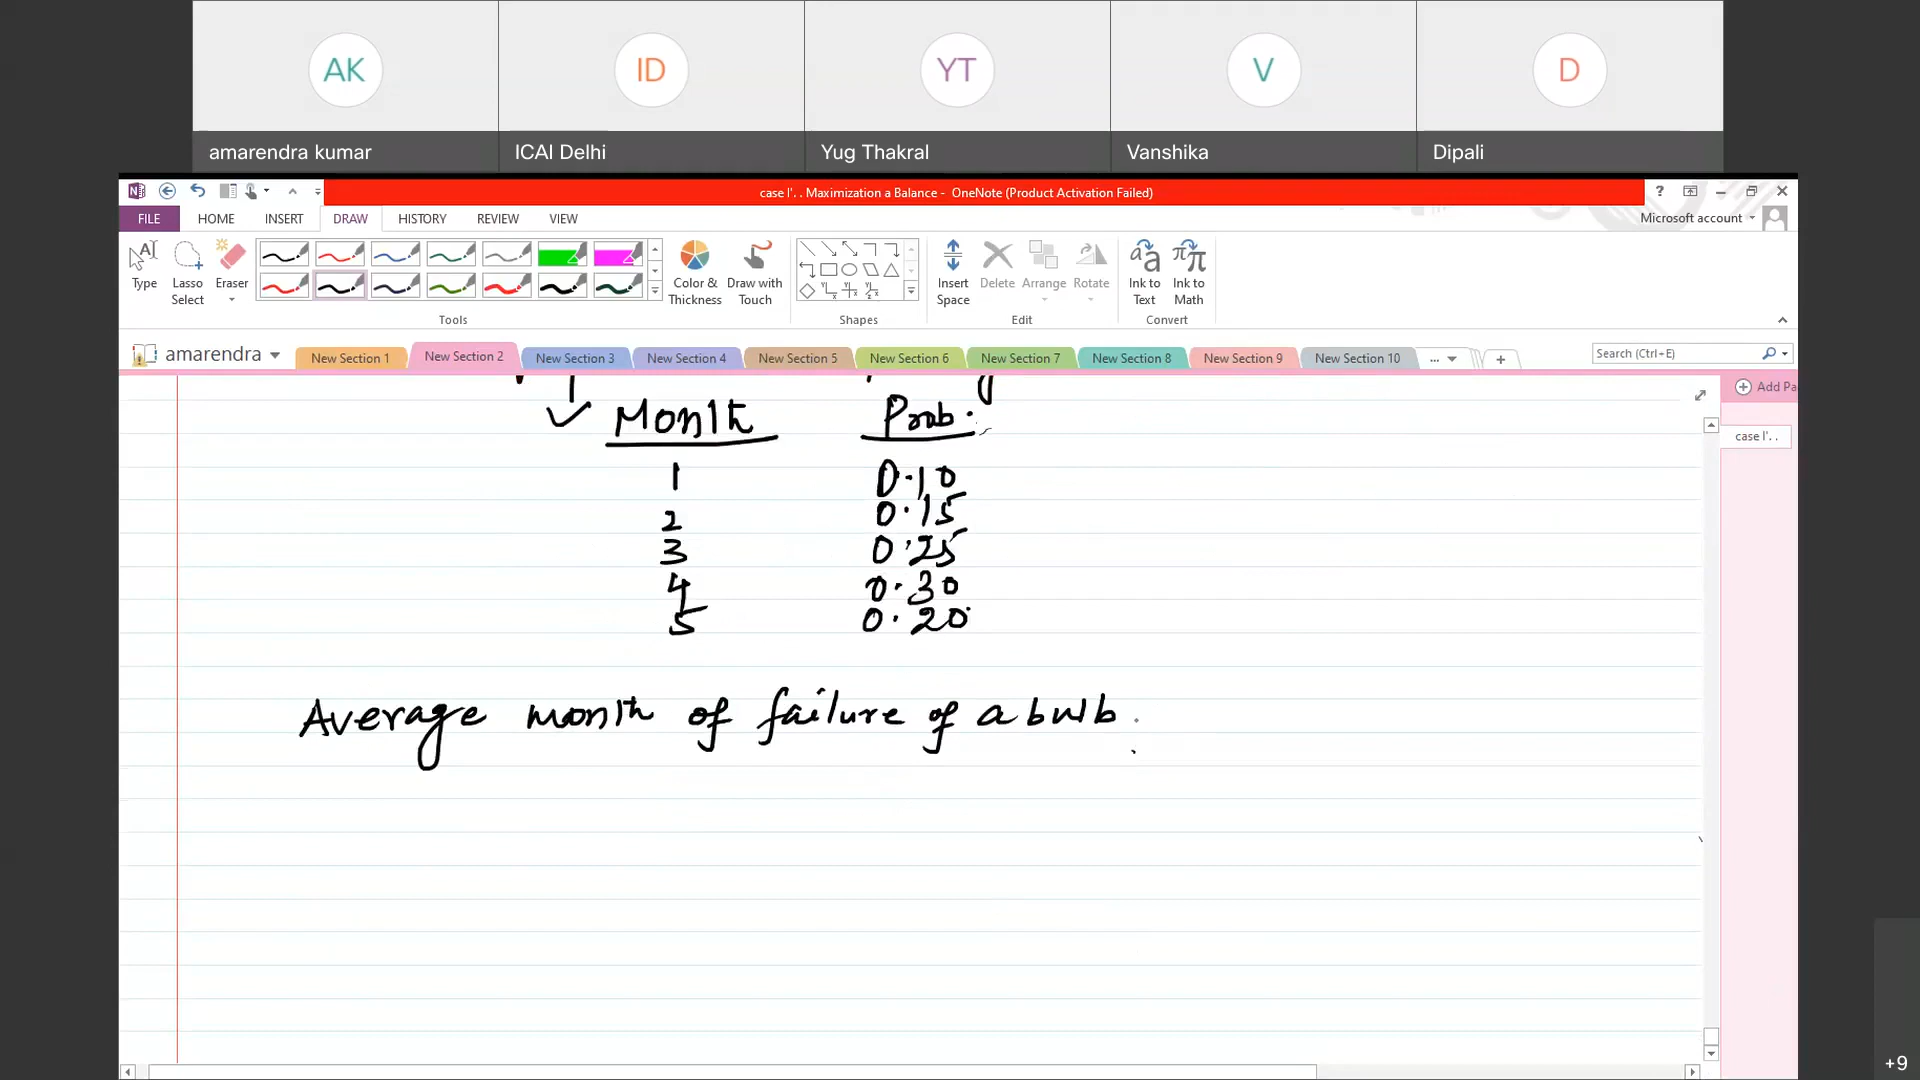 AK
ID
YT
V
D
amarendra kumar
ICAI Delhi
Yug Thakral
Vanshika
Dipali
case I'. . Maximization a Balance - OneNote (Product Activation Failed)
?
FILE
HOME
INSERT
DRAW
HISTORY
REVIEW
VIEW
Microsoft account
Type
Lasso Select
Eraser
Color & Thickness
Draw with Touch
Insert Space
Delete
Arrange
Rotate
Ink to Text
Ink to Math
Tools
Shapes
Edit
Convert
amarendra
New Section 1
New Section 2
New Section 3
New Section 4
New Section 5
New Section 6
New Section 7
New Section 8
New Section 9
New Section 10
...
Search (Ctrl+E)
Add Pa
case I'. .
Month Prob.
1 0.10
2 0.15
3 0.25
4 0.30
5 0.20
Average month of failure of a bulb.
+9